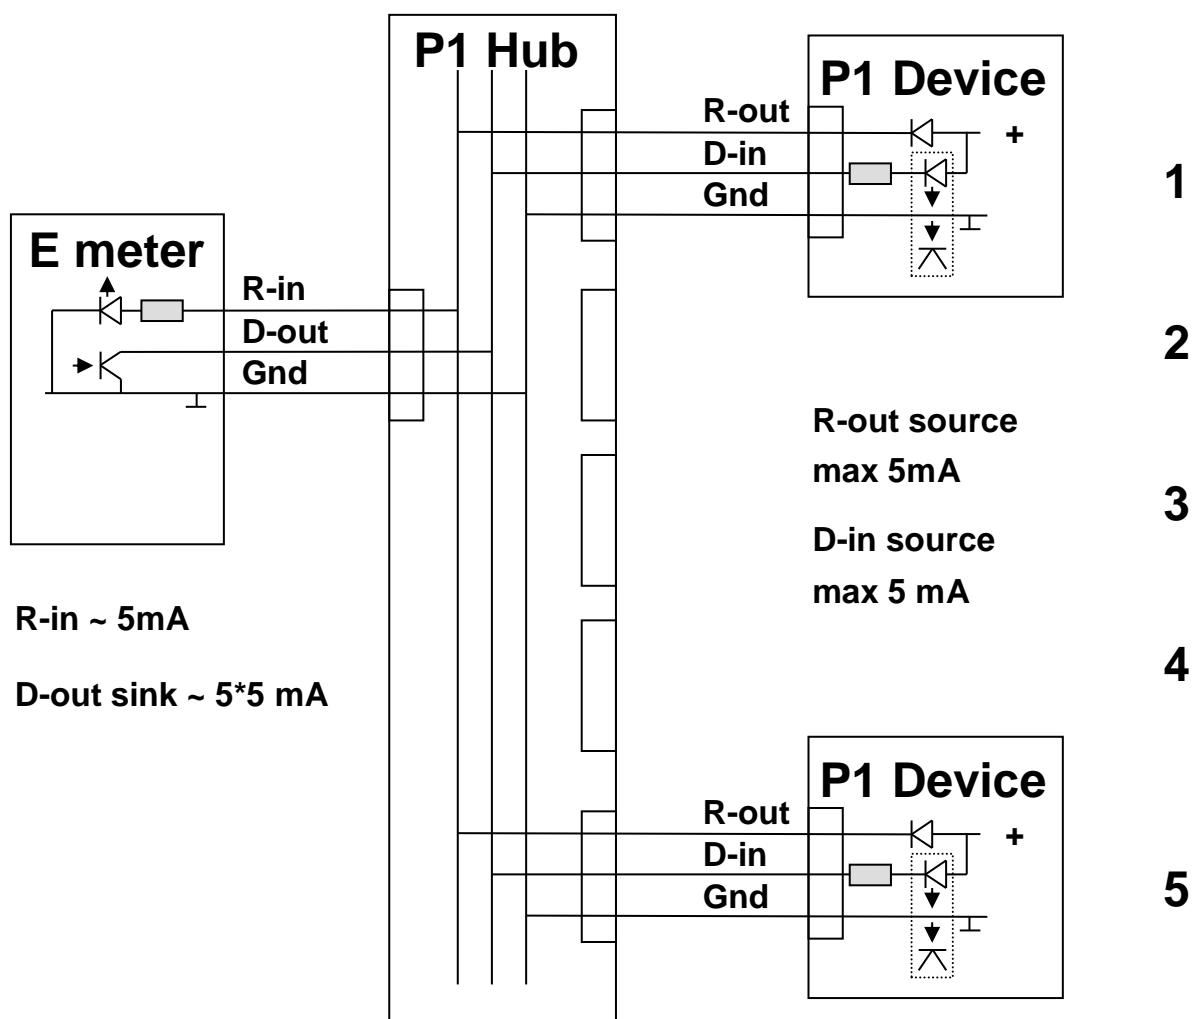 P1 Hub
P1 Device
R-out
+
D-in
1
Gnd
E meter
R-in
D-out
2
Gnd
R-out source
max 5mA
3
D-in source
max 5 mA
R-in ~ 5mA
4
D-out sink ~ 5*5 mA
P1 Device
R-out
+
D-in
5
Gnd